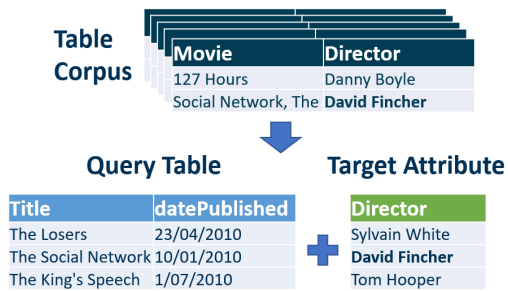 Table
Corpus
Movie Director
127 Hours Danny Boyle
Social Network, The David Fincher
Query Table Target Attribute
Title datePublished Director
The Losers 23/04/2010 Sylvain White
The Social Network 10/01/2010 David Fincher
The King's Speech 1/07/2010 Tom Hooper